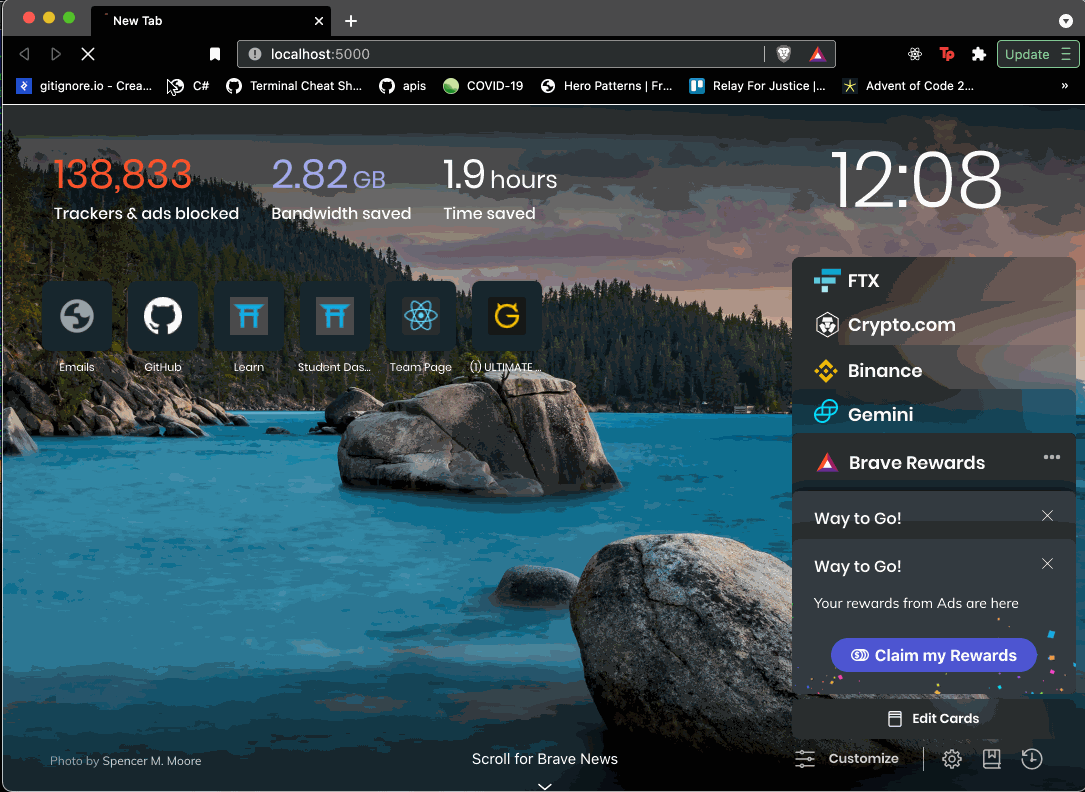 New Tab
localhost:5000
Tp
Update
gitignore.io - Crea...
C#
Terminal Cheat Sh...
apis
COVID-19
Hero Patterns | Fr...
Relay For Justice |...
Advent of Code 2...
»
138,833
Trackers & ads blocked
2.82 GB
Bandwidth saved
1.9 hours
Time saved
12:08
Emails
GitHub
Learn
Student Das...
Team Page
(1) ULTIMATE ...
FTX
Crypto.com
Binance
Gemini
Brave Rewards
Way to Go!
Way to Go!
Your rewards from Ads are here
Claim my Rewards
Edit Cards
Photo by Spencer M. Moore
Scroll for Brave News
Customize